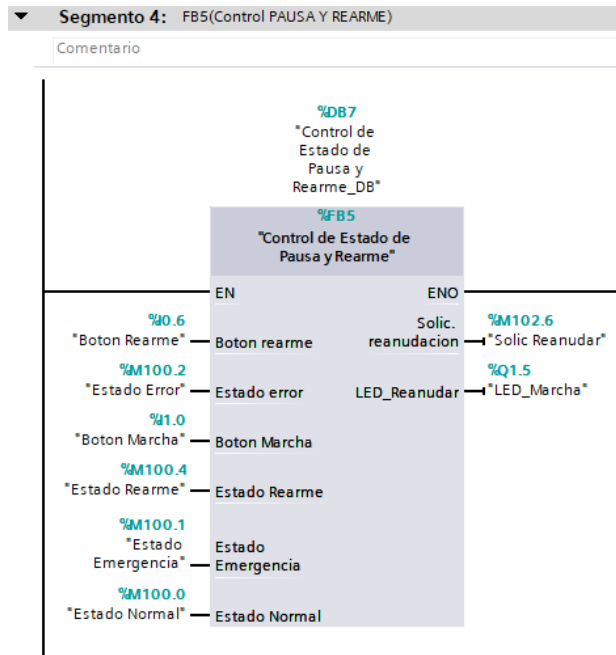 Segmento 4: FB5(Control PAUSA Y REARME)
Comentario
%DB7
"Control de
Estado de
Pausa y
Rearme_DB"
%FB5
"Control de Estado de
Pausa y Rearme"
EN
ENO
%I0.6
"Boton Rearme"
Boton rearme
Solic.
reanudacion
%M102.6
"Solic Reanudar"
%M100.2
"Estado Error"
Estado error
LED_Reanudar
%Q1.5
"LED_Marcha"
%I1.0
"Boton Marcha"
Boton Marcha
%M100.4
"Estado Rearme"
Estado Rearme
%M100.1
"Estado
Emergencia"
Estado
Emergencia
%M100.0
"Estado Normal"
Estado Normal